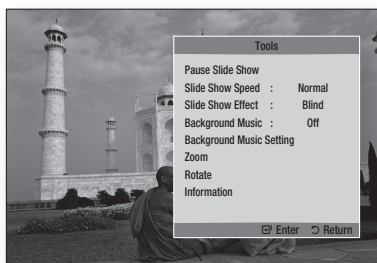 Tools
Pause Slide Show
Slide Show Speed : Normal
Slide Show Effect : Blind
Background Music : Off
Background Music Setting
Zoom
Rotate
Information
Enter Return